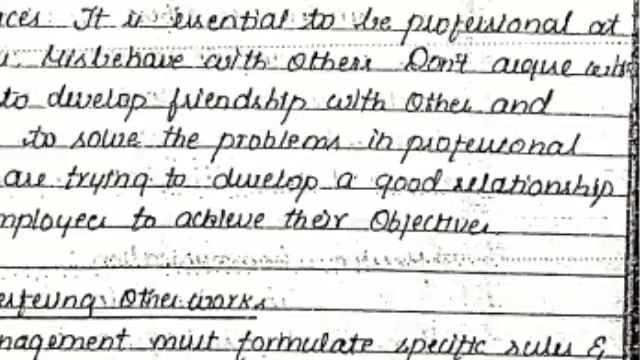 It is essential to be professional at
Misbehave with others Don't argue with
to develop friendship with Other and
to solve the problems in professional
are trying to develop a good relationship
mployees to achieve their Objectives
Other works
nagement must formulate specific rules &